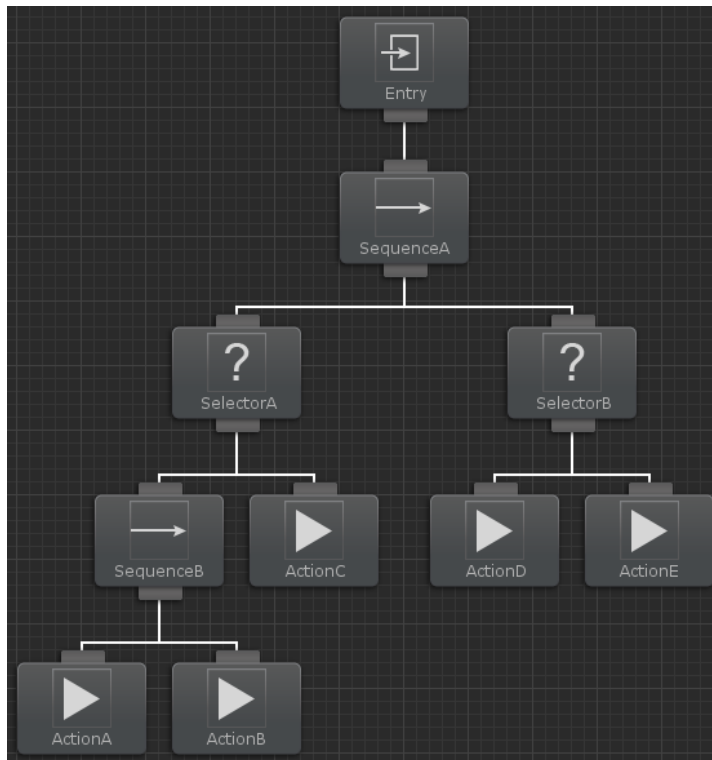 Entry
SequenceA
?
SelectorA
?
SelectorB
SequenceB
ActionC
ActionD
ActionE
ActionA
ActionB